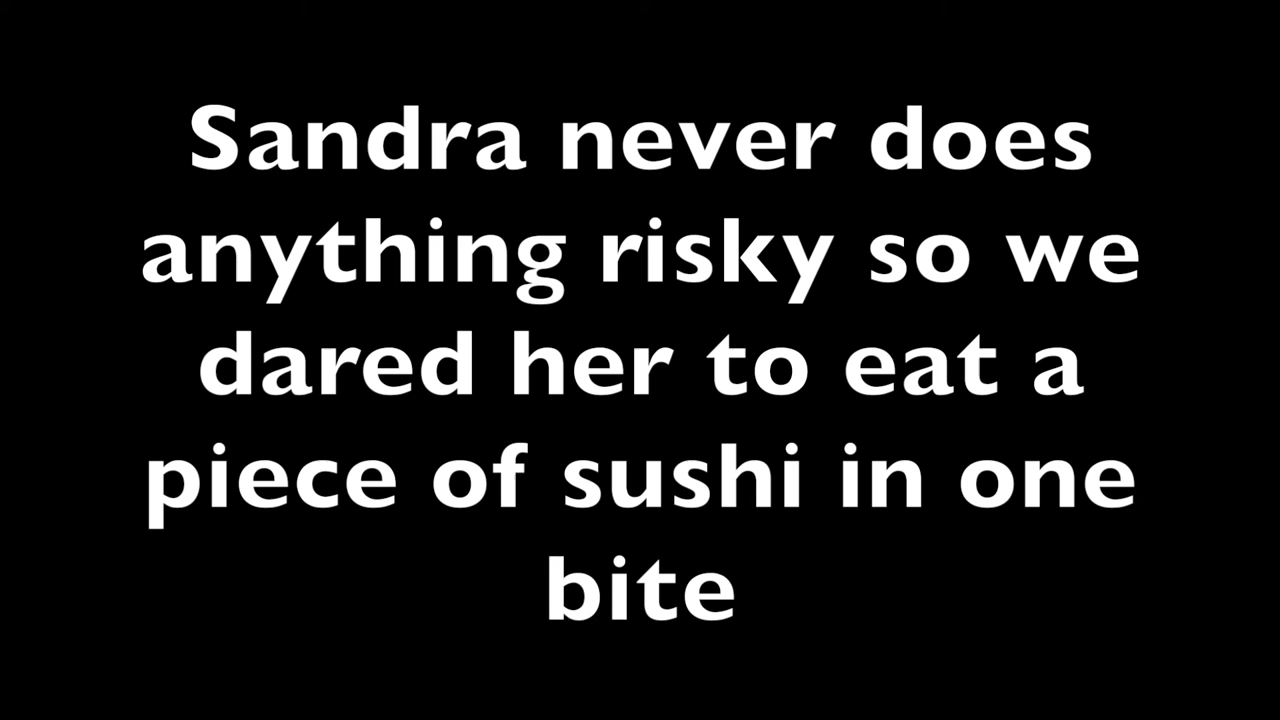 Sandra never does
anything risky so we
dared her to eat a
piece of sushi in one
bite